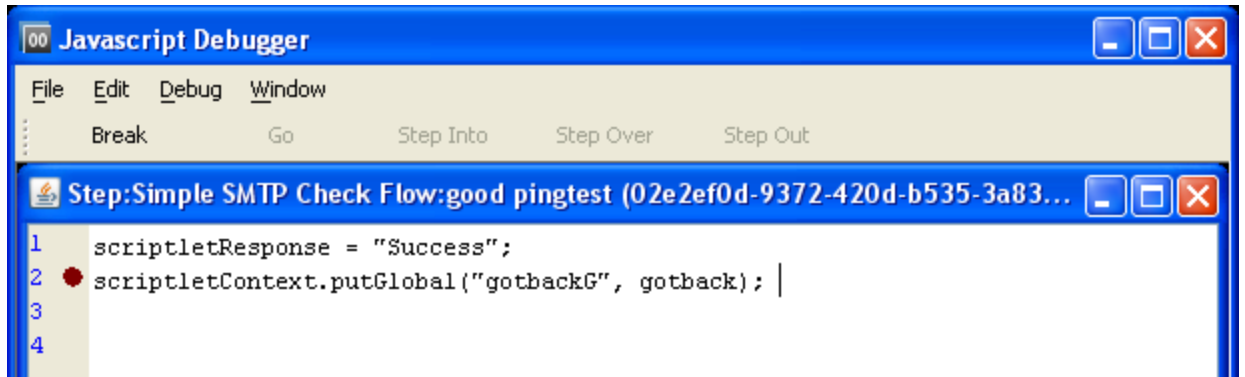 Javascript Debugger
File Edit Debug Window
Break Go Step Into Step Over Step Out
Step:Simple SMTP Check Flow:good pingtest (02e2ef0d-9372-420d-b535-3a83...
1 scriptletResponse = "Success";
2 scriptletContext.putGlobal("gotbackG", gotback);
3
4